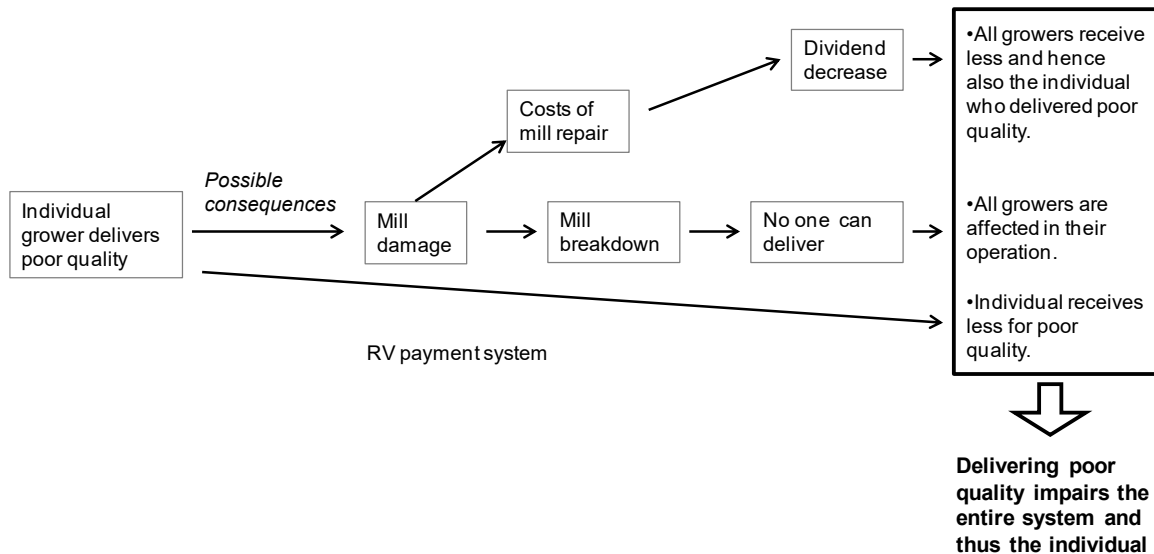 Individual
grower delivers
poor quality
Possible
consequences
Mill
damage
Costs of
mill repair
Dividend
decrease
Mill
breakdown
No one can
deliver
RV payment system
•All growers receive
less and hence
also the individual
who delivered poor
quality.
•All growers are
affected in their
operation.
•Individual receives
less for poor
quality.
Delivering poor
quality impairs the
entire system and
thus the individual